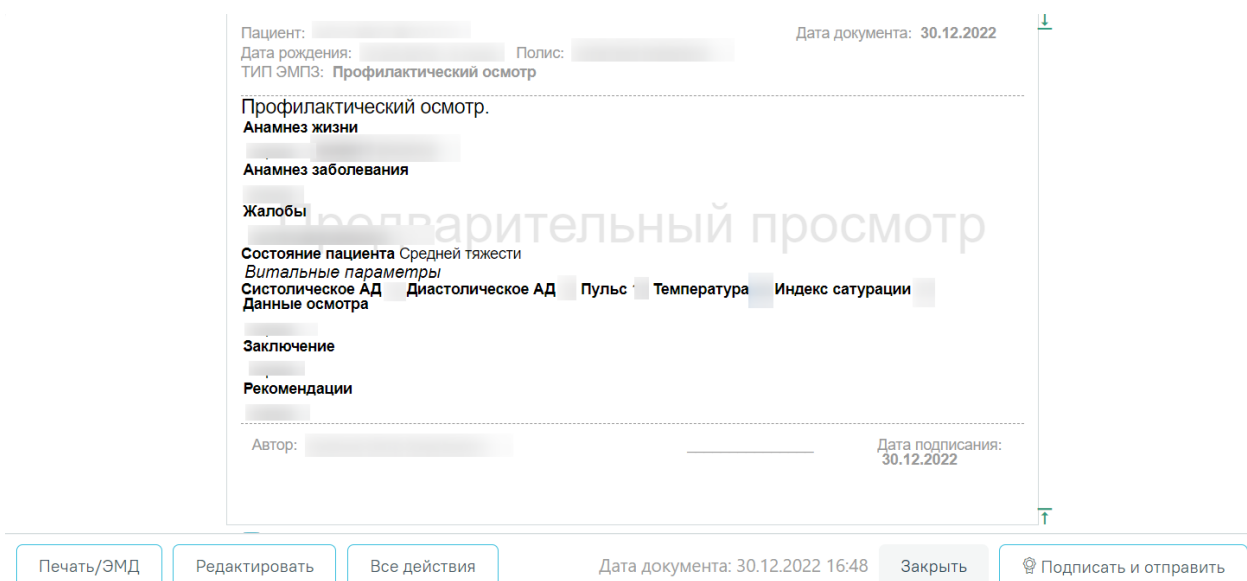 Пациент: Дата документа: 30.12.2022
Дата рождения: Полис:
ТИП ЭМПЗ: Профилактический осмотр
Профилактический осмотр.
Анамнез жизни
Анамнез заболевания
Жалобы
Предварительный просмотр
Состояние пациента Средней тяжести
Витальные параметры
Систолическое АД Диастолическое АД Пульс Температура Индекс сатурации
Данные осмотра
Заключение
Рекомендации
Автор: Дата подписания:
30.12.2022
Печать/ЭМД Редактировать Все действия Дата документа: 30.12.2022 16:48 Закрыть Подписать и отправить